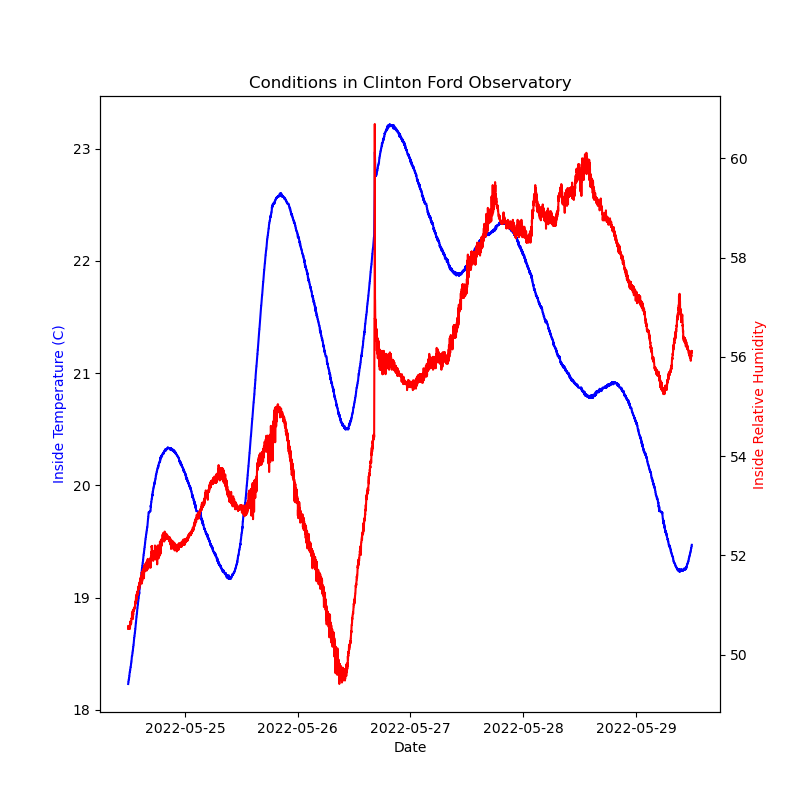 Conditions in Clinton Ford Observatory
Inside Temperature (C)
23
22
21
20
19
18
60
58
56
54
52
50
Inside Relative Humidity
2022-05-25 2022-05-26 2022-05-27 2022-05-28 2022-05-29
Date